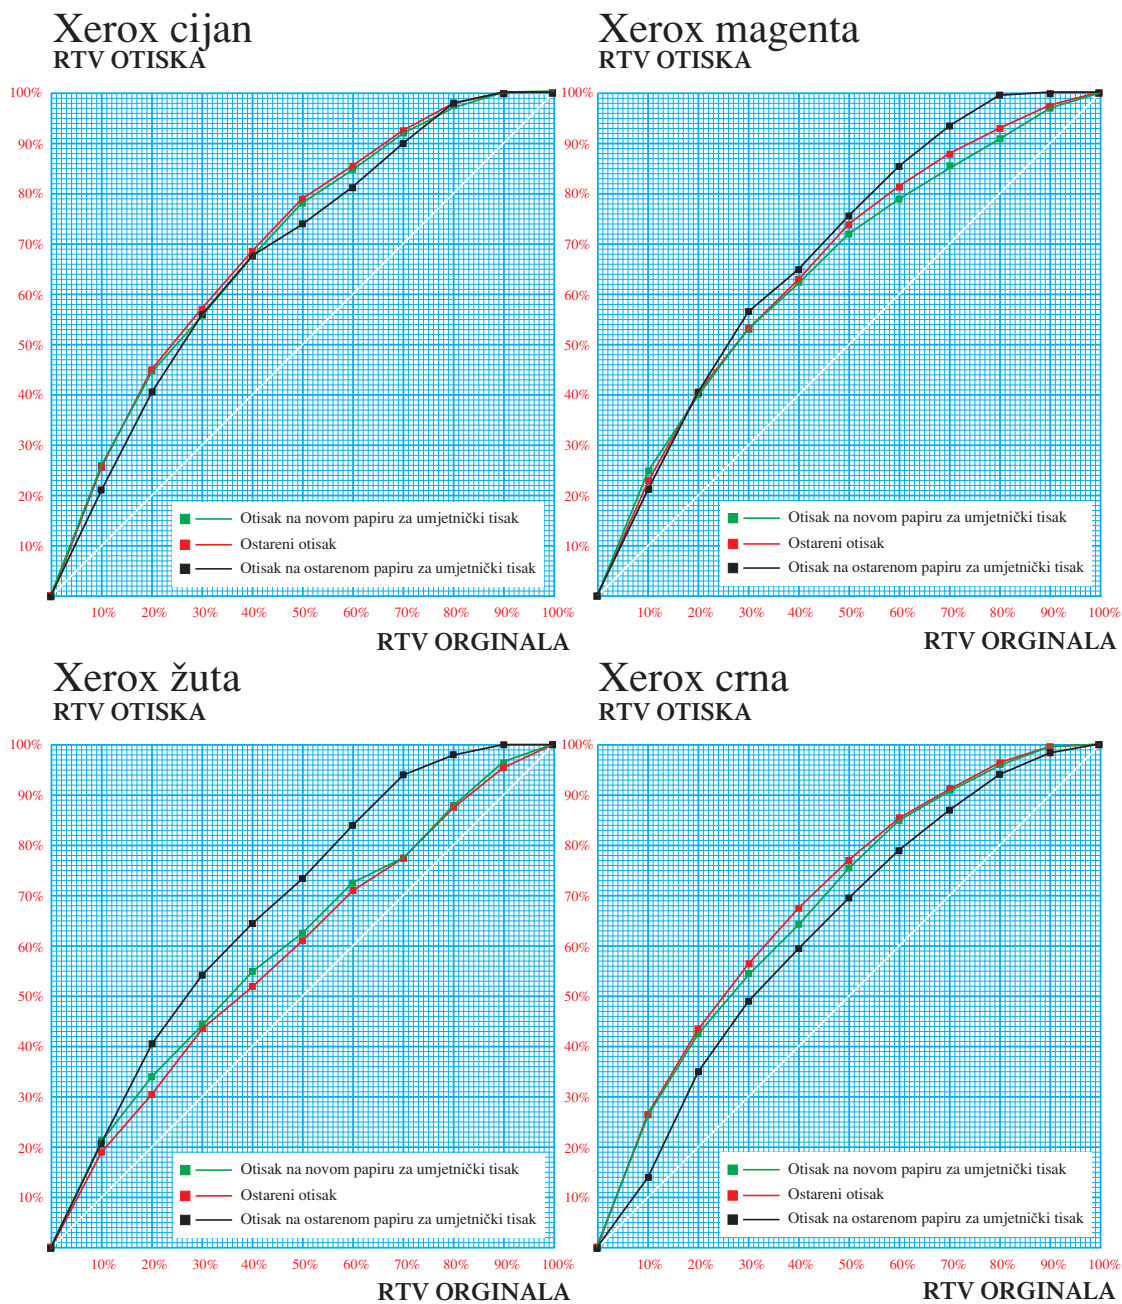 Xerox cijan
RTV OTISKA
100%
90%
80%
70%
60%
50%
40%
30%
20%
10%
Otisak na novom papiru za umjetnički tisak
Ostareni otisak
Otisak na ostarenom papiru za umjetnički tisak
10% 20% 30% 40% 50% 60% 70% 80% 90% 100%
RTV ORGINALA
Xerox magenta
RTV OTISKA
100%
90%
80%
70%
60%
50%
40%
30%
20%
10%
Otisak na novom papiru za umjetnički tisak
Ostareni otisak
Otisak na ostarenom papiru za umjetnički tisak
10% 20% 30% 40% 50% 60% 70% 80% 90% 100%
RTV ORGINALA
Xerox žuta
RTV OTISKA
100%
90%
80%
70%
60%
50%
40%
30%
20%
10%
Otisak na novom papiru za umjetnički tisak
Ostareni otisak
Otisak na ostarenom papiru za umjetnički tisak
10% 20% 30% 40% 50% 60% 70% 80% 90% 100%
RTV ORGINALA
Xerox crna
RTV OTISKA
100%
90%
80%
70%
60%
50%
40%
30%
20%
10%
Otisak na novom papiru za umjetnički tisak
Ostareni otisak
Otisak na ostarenom papiru za umjetnički tisak
10% 20% 30% 40% 50% 60% 70% 80% 90% 100%
RTV ORGINALA